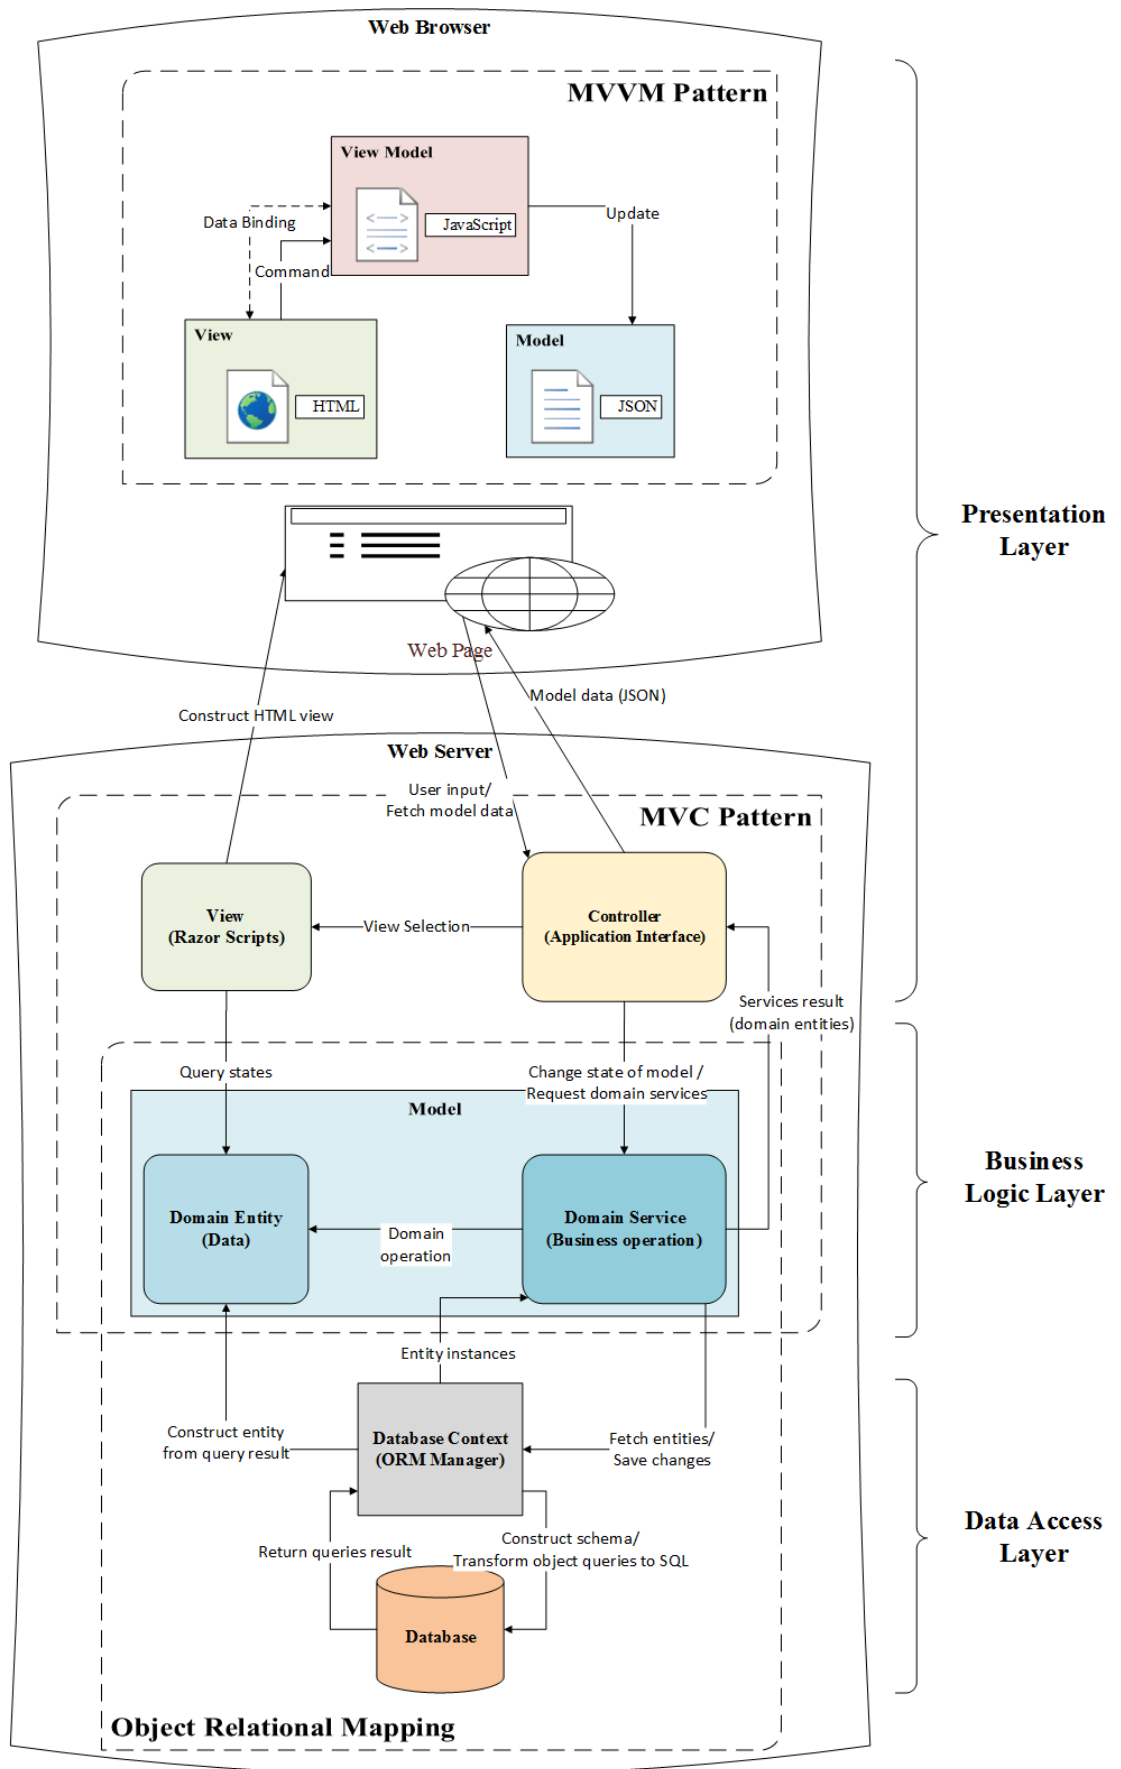 Web Browser
MVVM Pattern
View Model
JavaScript
Data Binding
Update
Command
View
HTML
Model
JSON
Presentation
Layer
Web Page
Model data (JSON)
Construct HTML view
Web Server
User input/
Fetch model data
MVC Pattern
View
(Razor Scripts)
View Selection
Controller
(Application Interface)
Services result
(domain entities)
Query states
Change state of model /
Request domain services
Model
Business
Logic Layer
Domain Entity
(Data)
Domain
operation
Domain Service
(Business operation)
Entity instances
Construct entity
from query result
Database Context
(ORM Manager)
Fetch entities/
Save changes
Return queries result
Construct schema/
Transform object queries to SQL
Data Access
Layer
Database
Object Relational Mapping